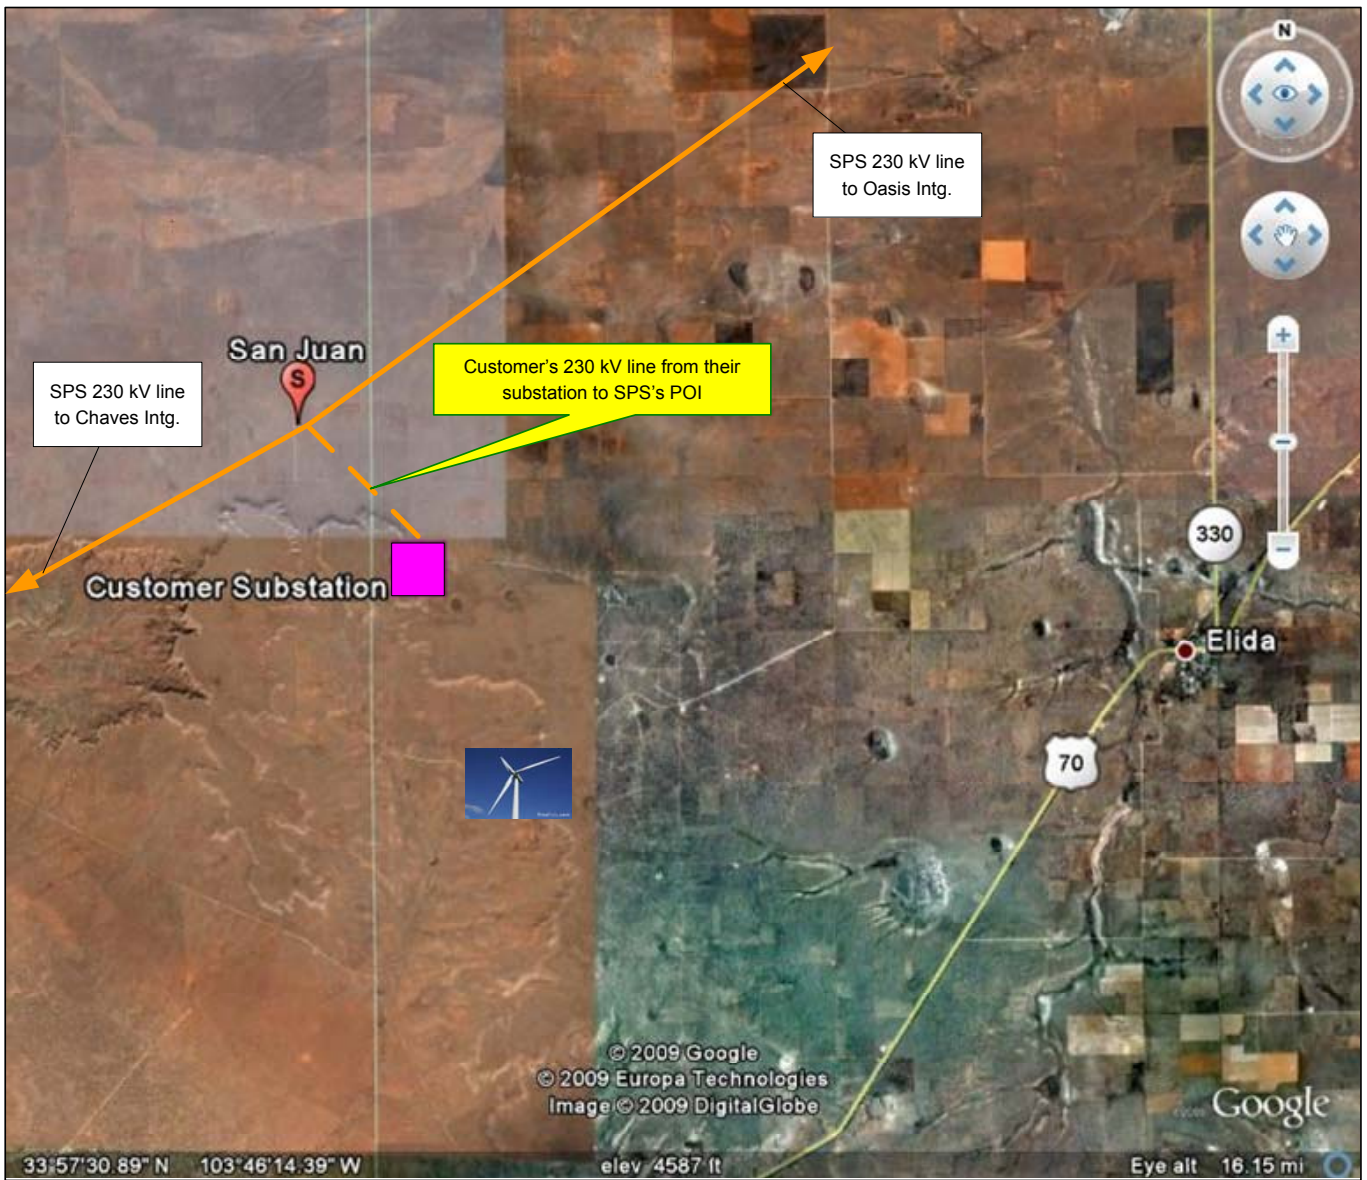 N
SPS 230 kV line
to Oasis Intg.
San Juan
S
Customer's 230 kV line from their
substation to SPS's POI
SPS 230 kV line
to Chaves Intg.
330
Customer Substation
Elida
70
© 2009 Google
© 2009 Europa Technologies
Image © 2009 DigitalGlobe
©2009 Google
33°57'30.89" N 103°46'14.39" W elev 4587 ft Eye alt 16.15 mi